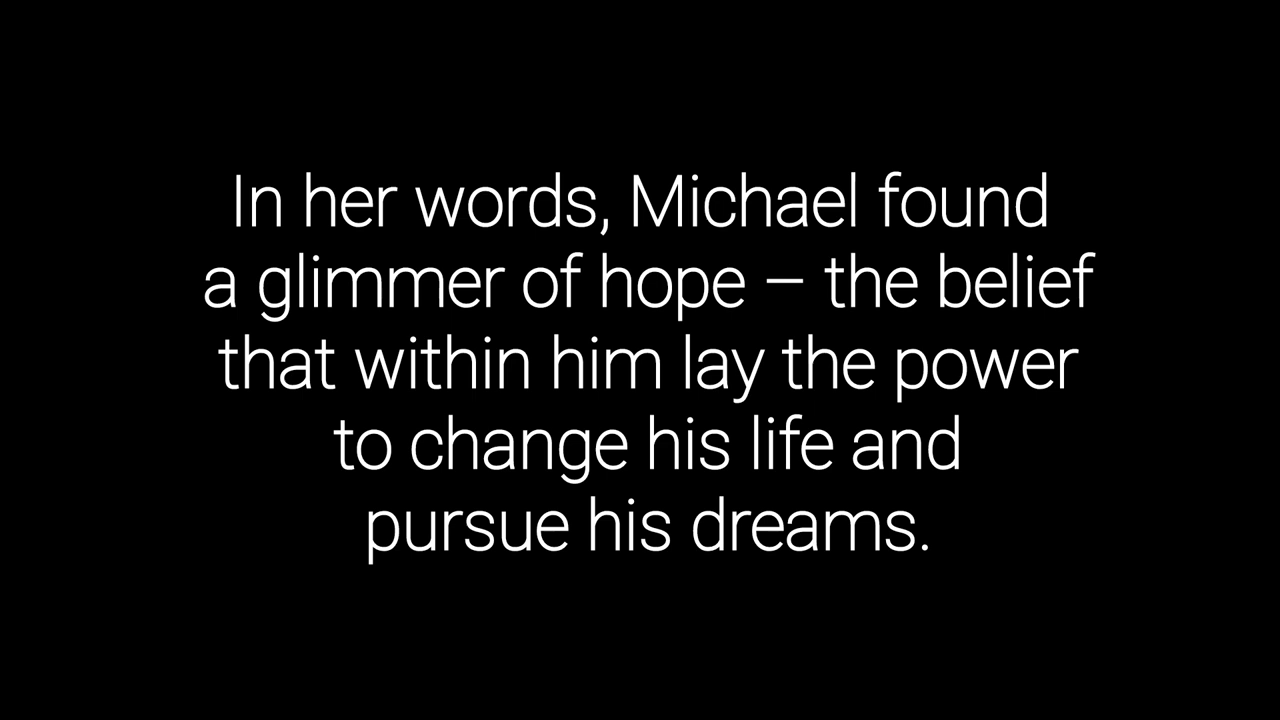 In her words, Michael found
a glimmer of hope – the belief
that within him lay the power
to change his life and
pursue his dreams.